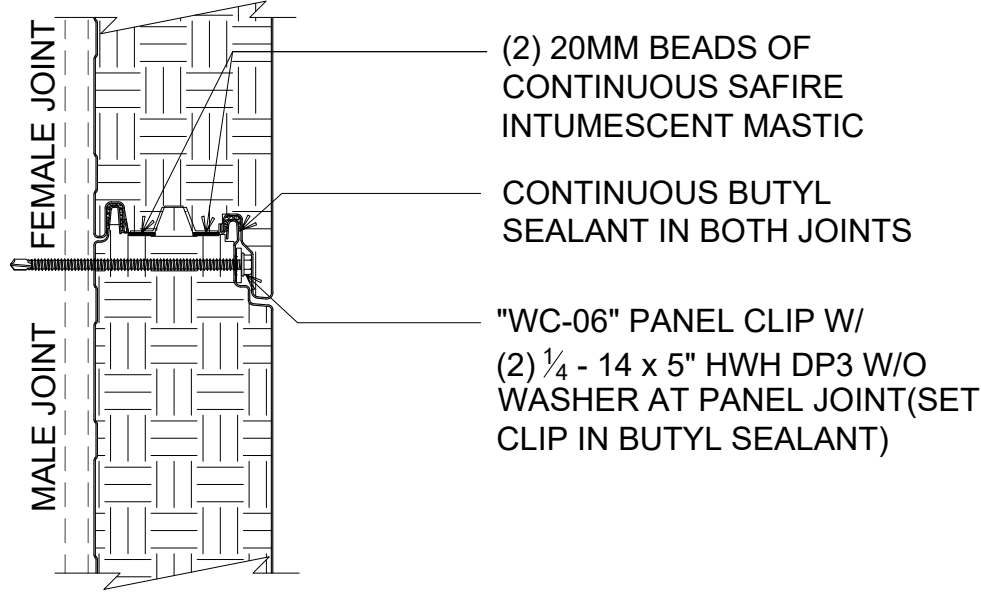 FEMALE JOINT
MALE JOINT
(2) 20MM BEADS OF
CONTINUOUS SAFIRE
INTUMESCENT MASTIC
CONTINUOUS BUTYL
SEALANT IN BOTH JOINTS
"WC-06" PANEL CLIP W/
(2) 1⁄4 - 14 x 5" HWH DP3 W/O
WASHER AT PANEL JOINT(SET
CLIP IN BUTYL SEALANT)